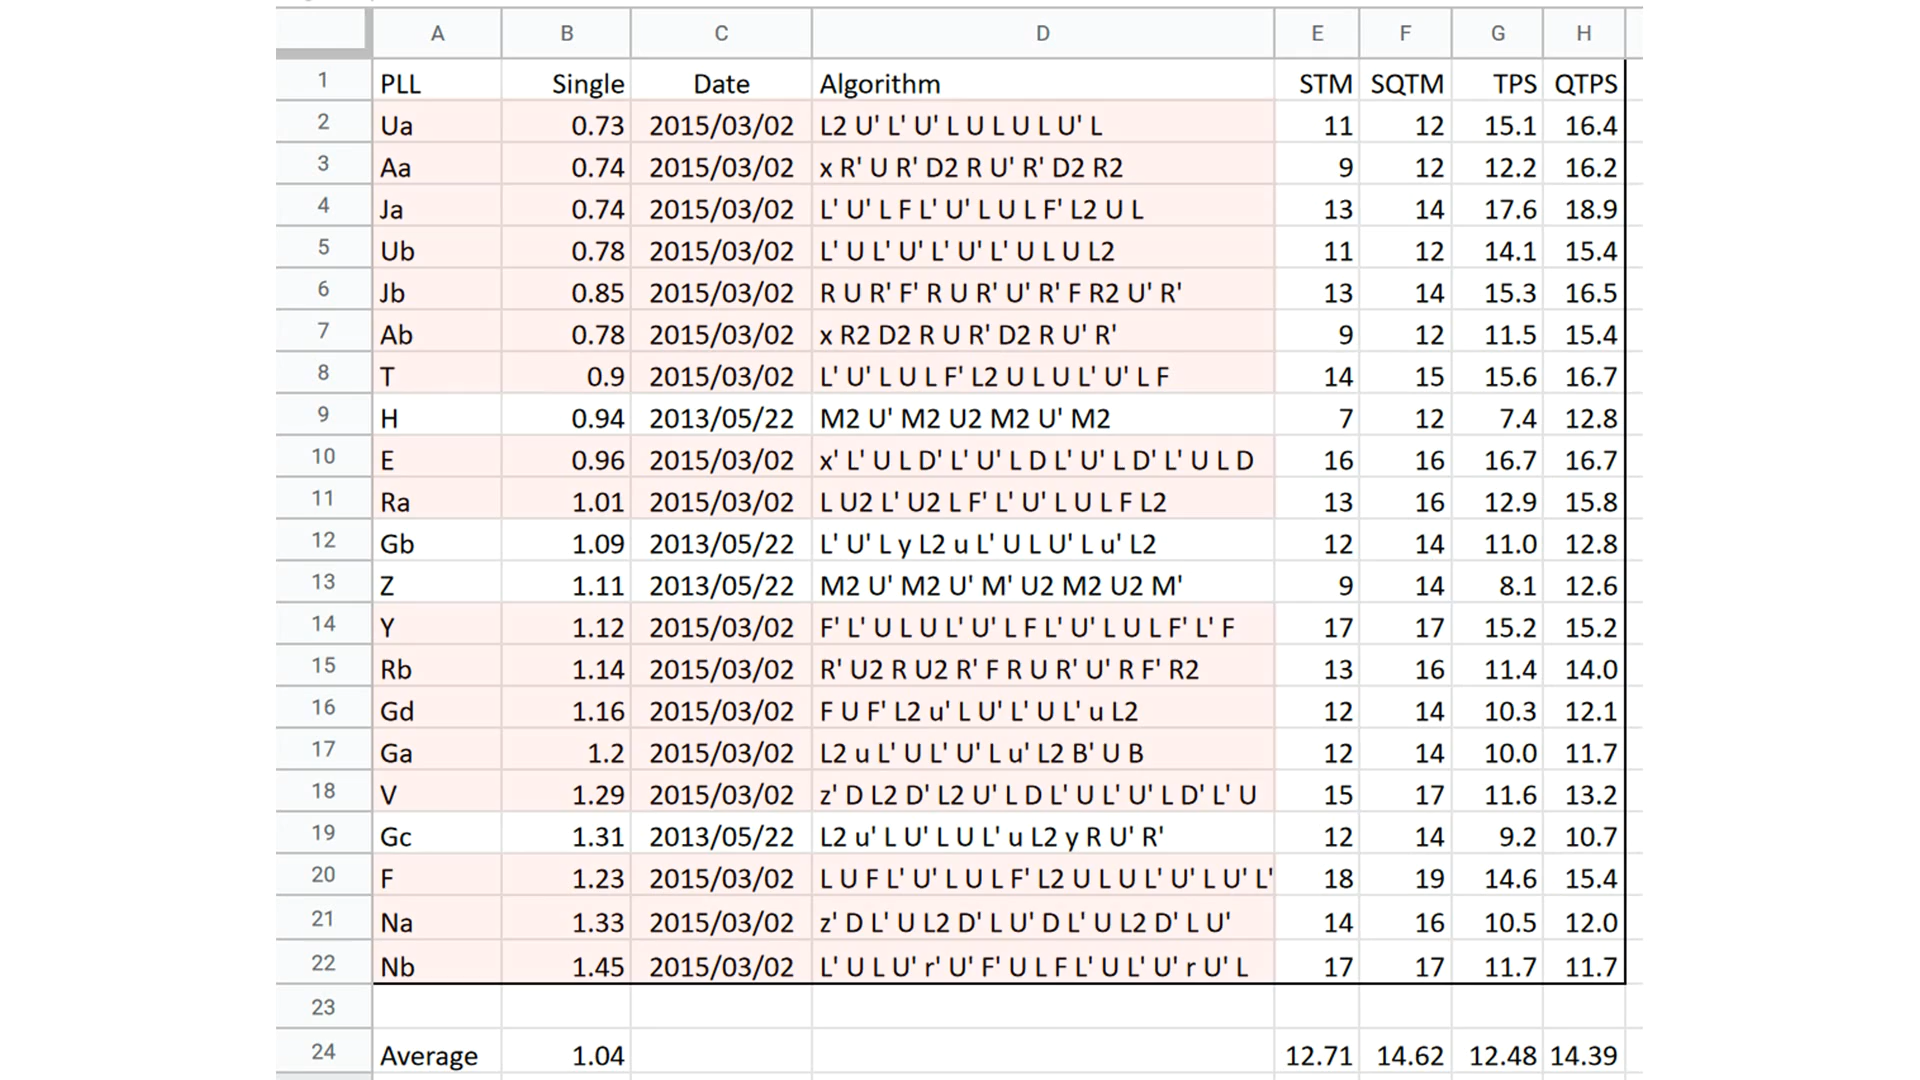 A B C D E F G H
1 PLL Single Date Algorithm STM SQTM TPS QTPS
2 Ua 0.73 2015/03/02 L2 U' L' U' L U L U L U' L 11 12 15.1 16.4
3 Aa 0.74 2015/03/02 x R' U R' D2 R U' R' D2 R2 9 12 12.2 16.2
4 Ja 0.74 2015/03/02 L' U' L F L' U' L U L F' L2 U L 13 14 17.6 18.9
5 Ub 0.78 2015/03/02 L' U L' U' L' U' L' U L U L2 11 12 14.1 15.4
6 Jb 0.85 2015/03/02 R U R' F' R U R' U' R' F R2 U' R' 13 14 15.3 16.5
7 Ab 0.78 2015/03/02 x R2 D2 R U R' D2 R U' R' 9 12 11.5 15.4
8 T 0.9 2015/03/02 L' U' L U L F' L2 U L U L' U' L F 14 15 15.6 16.7
9 H 0.94 2013/05/22 M2 U' M2 U2 M2 U' M2 7 12 7.4 12.8
10 E 0.96 2015/03/02 x' L' U L D' L' U' L D L' U' L D' L' U L D 16 16 16.7 16.7
11 Ra 1.01 2015/03/02 L U2 L' U2 L F' L' U' L U L F L2 13 16 12.9 15.8
12 Gb 1.09 2013/05/22 L' U' L y L2 u L' U L U' L u' L2 12 14 11.0 12.8
13 Z 1.11 2013/05/22 M2 U' M2 U' M' U2 M2 U2 M' 9 14 8.1 12.6
14 Y 1.12 2015/03/02 F' L' U L U L' U' L F L' U' L U L F' L' F 17 17 15.2 15.2
15 Rb 1.14 2015/03/02 R' U2 R U2 R' F R U R' U' R F' R2 13 16 11.4 14.0
16 Gd 1.16 2015/03/02 F U F' L2 u' L U' L' U L' u L2 12 14 10.3 12.1
17 Ga 1.2 2015/03/02 L2 u L' U L' U' L u' L2 B' U B 12 14 10.0 11.7
18 V 1.29 2015/03/02 z' D L2 D' L2 U' L D L' U L' U' L D' L' U 15 17 11.6 13.2
19 Gc 1.31 2013/05/22 L2 u' L U' L U L' u L2 y R U' R' 12 14 9.2 10.7
20 F 1.23 2015/03/02 L U F L' U' L U L F' L2 U L U L' U' L U' L' 18 19 14.6 15.4
21 Na 1.33 2015/03/02 z' D L' U L2 D' L U' D L' U L2 D' L U' 14 16 10.5 12.0
22 Nb 1.45 2015/03/02 L' U L U' r' U' F' U L F L' U L' U' r U' L 17 17 11.7 11.7
23
24 Average 1.04 12.71 14.62 12.48 14.39